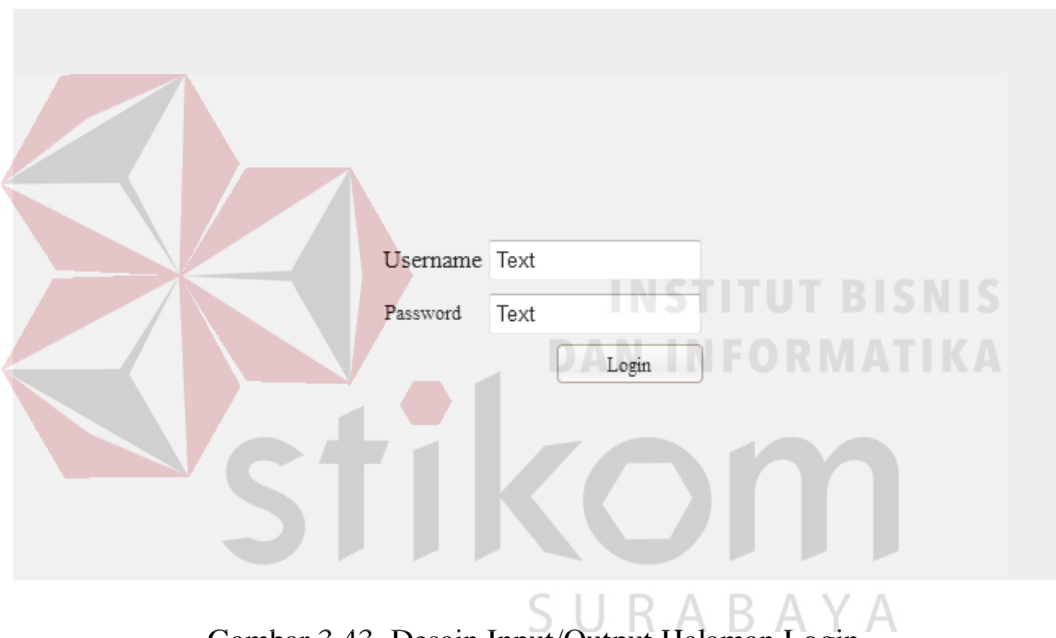 Username Text
INSTITUT BISNIS
Password Text
DAN INFORMATIKA
Login
stikom
SURABAYA
Gambar 3.43. Desain Input/Output Halaman Login